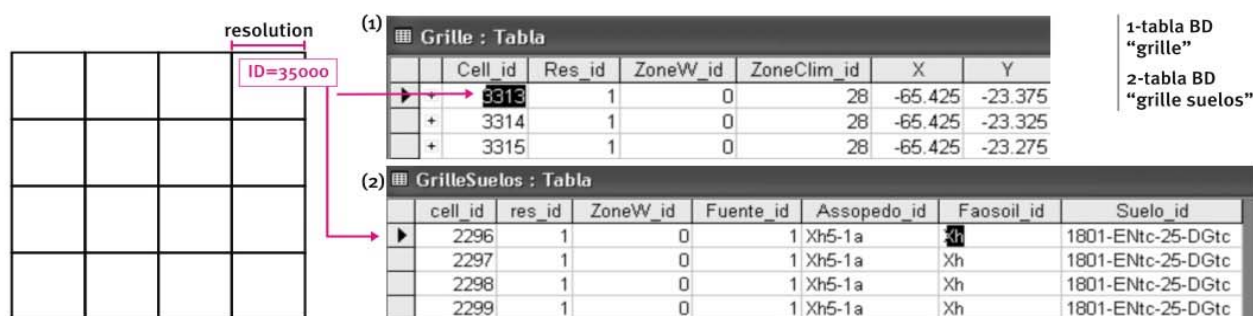 resolution
ID=35000
(1)
Grille : Tabla
Cell_id Res_id ZoneW_id ZoneClim_id X Y
+ 3313 1 0 28 -65.425 -23.375
+ 3314 1 0 28 -65.425 -23.325
+ 3315 1 0 28 -65.425 -23.275
(2)
GrilleSuelos : Tabla
cell_id res_id ZoneW_id Fuente_id Assopedo_id Faosoil_id Suelo_id
2296 1 0 1 Xh5-1a Xh 1801-ENtc-25-DGtc
2297 1 0 1 Xh5-1a Xh 1801-ENtc-25-DGtc
2298 1 0 1 Xh5-1a Xh 1801-ENtc-25-DGtc
2299 1 0 1 Xh5-1a Xh 1801-ENtc-25-DGtc
1-tabla BD
“grille”
2-tabla BD
“grille suelos”